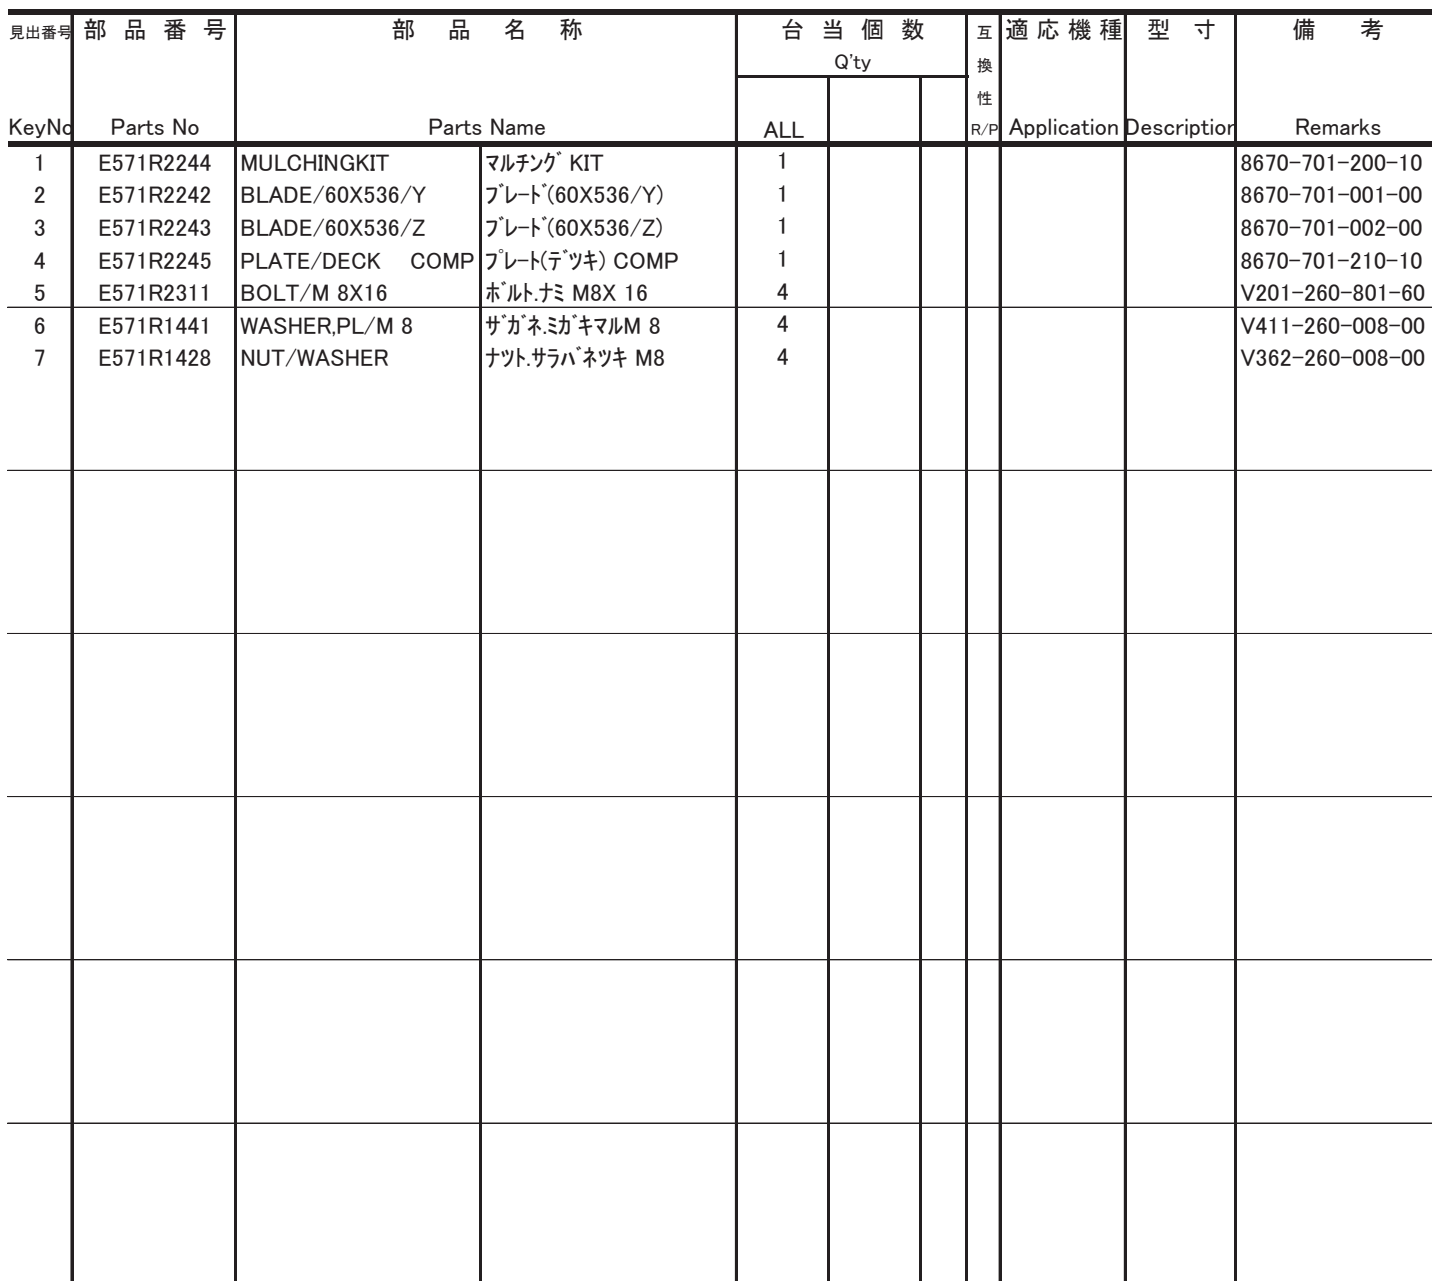 見出番号 部品番号 部品名称 台当個数 互 適応機種 型寸 備考
Q'ty 換
性
KeyNo Parts No Parts Name ALL R/P Application Description Remarks
1 E571R2244 MULCHINGKIT マルチング KIT 1 8670-701-200-10
2 E571R2242 BLADE/60X536/Y ブレード(60X536/Y) 1 8670-701-001-00
3 E571R2243 BLADE/60X536/Z ブレード(60X536/Z) 1 8670-701-002-00
4 E571R2245 PLATE/DECK COMP プレート(デツキ) COMP 1 8670-701-210-10
5 E571R2311 BOLT/M 8X16 ボルト.ナミ M8X 16 4 V201-260-801-60
6 E571R1441 WASHER,PL/M 8 ザガネ.ミガキマルM 8 4 V411-260-008-00
7 E571R1428 NUT/WASHER ナツト.サラバネツキ M8 4 V362-260-008-00